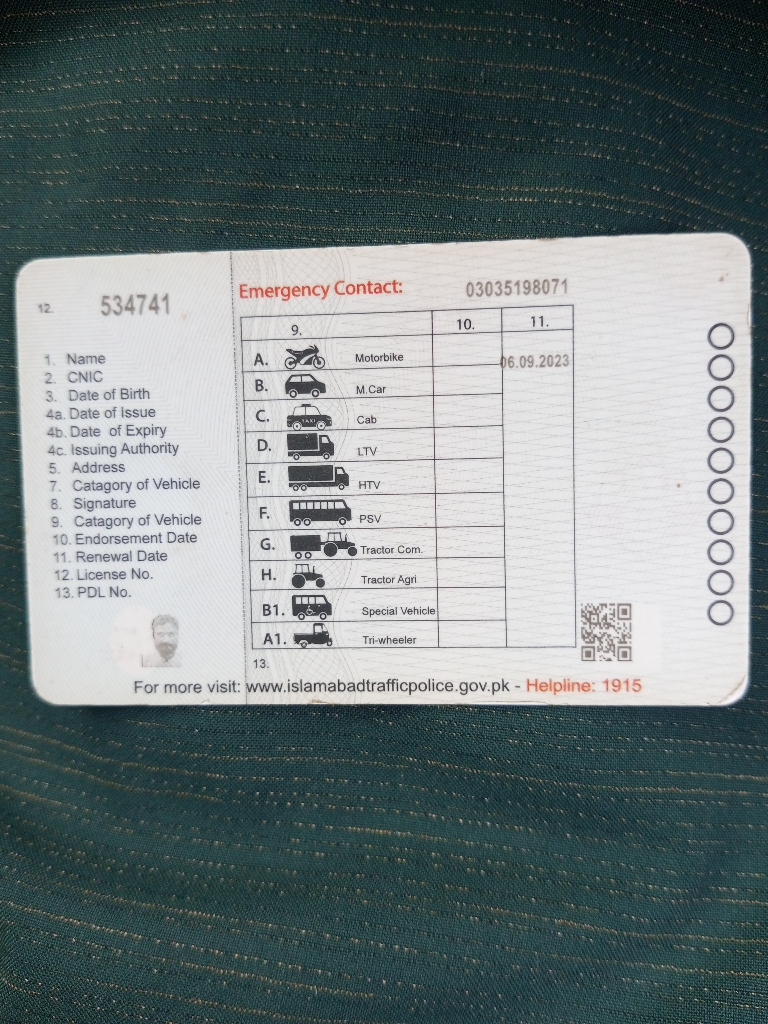 12. 534741
Emergency Contact: 03035198071
1. Name
2. CNIC
3. Date of Birth
4a. Date of Issue
4b. Date of Expiry
4c. Issuing Authority
5. Address
7. Catagory of Vehicle
8. Signature
9. Catagory of Vehicle
10. Endorsement Date
11. Renewal Date
12. License No.
13. PDL No.
9. 10. 11.
A. Motorbike 06.09.2023
B. M.Car
C. TAXI Cab
D. LTV
E. HTV
F. PSV
G. Tractor Com.
H. Tractor Agri
B1. Special Vehicle
A1. Tri-wheeler
13.
For more visit: www.islamabadtrafficpolice.gov.pk - Helpline: 1915